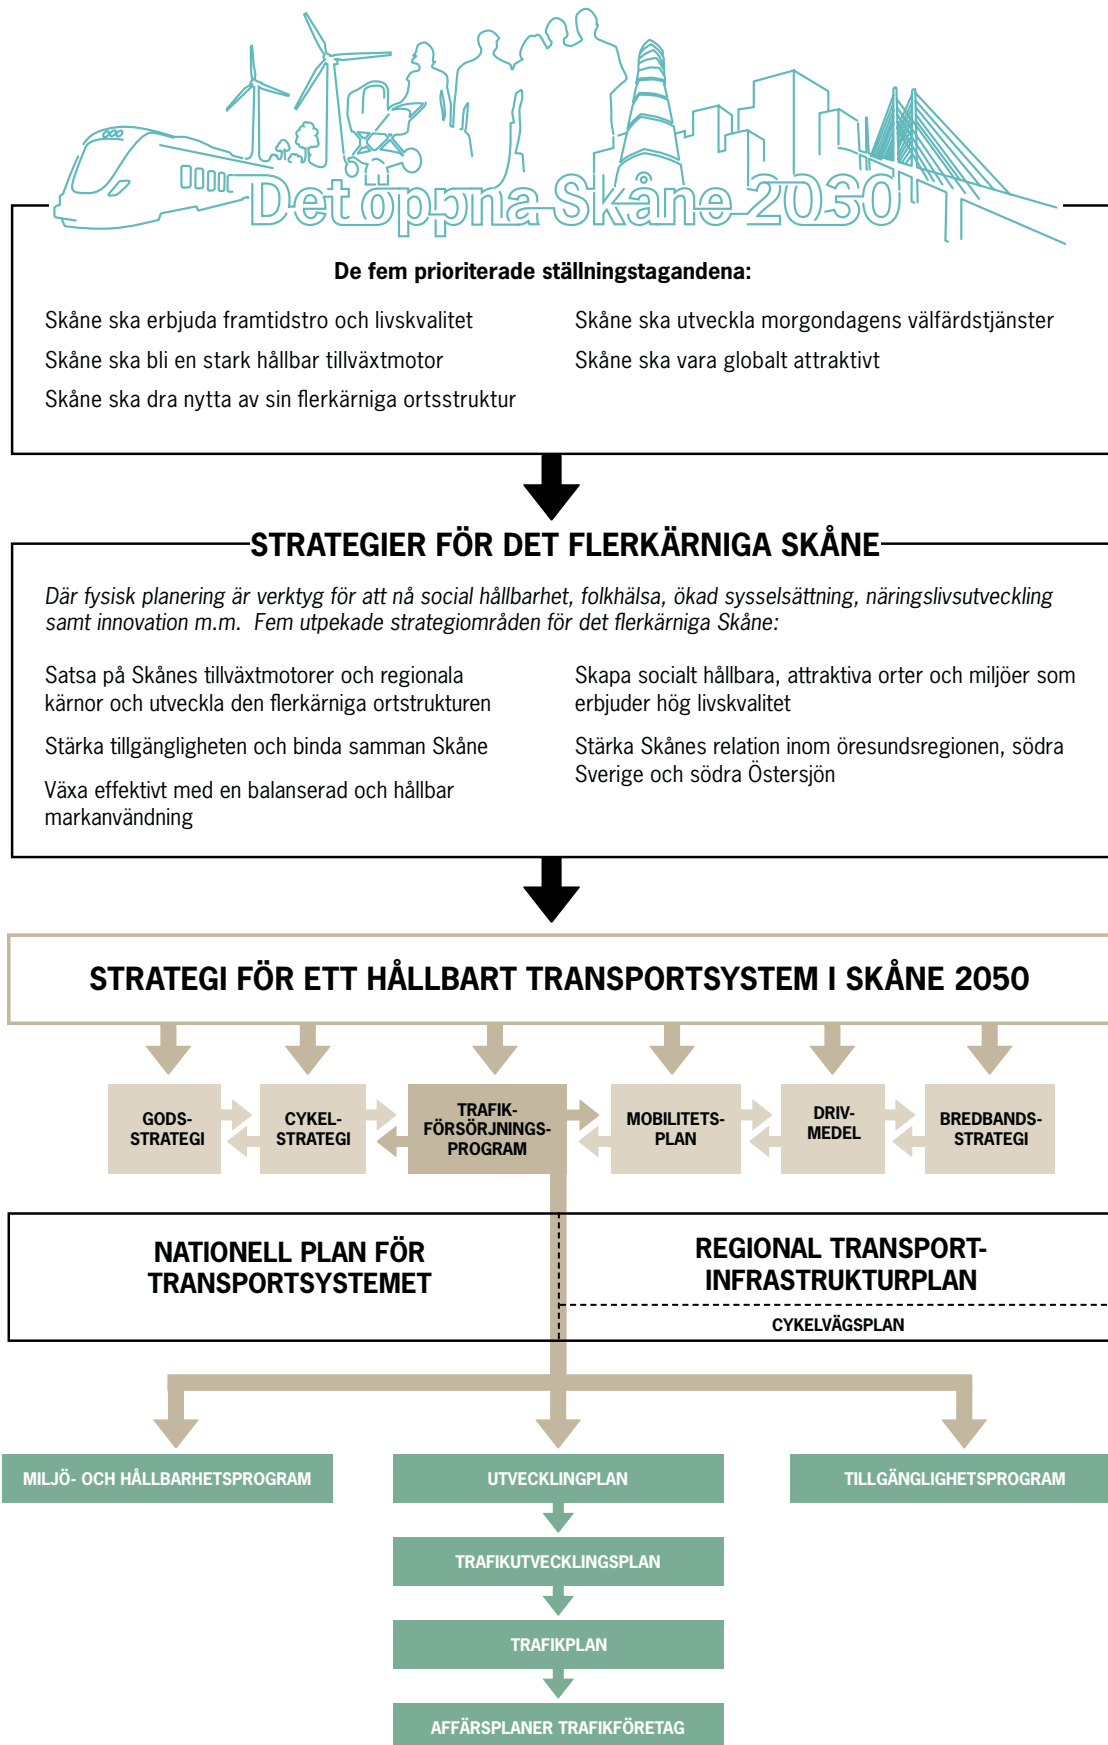 Det öppna Skåne 2030
De fem prioriterade ställningstagandena:
Skåne ska erbjuda framtidstro och livskvalitet
Skåne ska bli en stark hållbar tillväxtmotor
Skåne ska dra nytta av sin flerkärniga ortsstruktur
Skåne ska utveckla morgondagens välfärdstjänster
Skåne ska vara globalt attraktivt
STRATEGIER FÖR DET FLERKÄRNIGA SKÅNE
Där fysisk planering är verktyg för att nå social hållbarhet, folkhälsa, ökad sysselsättning, näringslivsutveckling
samt innovation m.m. Fem utpekade strategiområden för det flerkärniga Skåne:
Satsa på Skånes tillväxtmotorer och regionala
kärnor och utveckla den flerkärniga ortstrukturen
Stärka tillgängligheten och binda samman Skåne
Växa effektivt med en balanserad och hållbar
markanvändning
Skapa socialt hållbara, attraktiva orter och miljöer som
erbjuder hög livskvalitet
Stärka Skånes relation inom öresundsregionen, södra
Sverige och södra Östersjön
STRATEGI FÖR ETT HÅLLBART TRANSPORTSYSTEM I SKÅNE 2050
GODS-
STRATEGI
CYKEL-
STRATEGI
TRAFIK-
FÖRSÖRJNINGS-
PROGRAM
MOBILITETS-
PLAN
DRIV-
MEDEL
BREDBANDS-
STRATEGI
NATIONELL PLAN FÖR
TRANSPORTSYSTEMET
REGIONAL TRANSPORT-
INFRASTRUKTURPLAN
CYKELVÄGSPLAN
MILJÖ- OCH HÅLLBARHETSPROGRAM
UTVECKLINGPLAN
TILLGÄNGLIGHETSPROGRAM
TRAFIKUTVECKLINGSPLAN
TRAFIKPLAN
AFFÄRSPLANER TRAFIKFÖRETAG